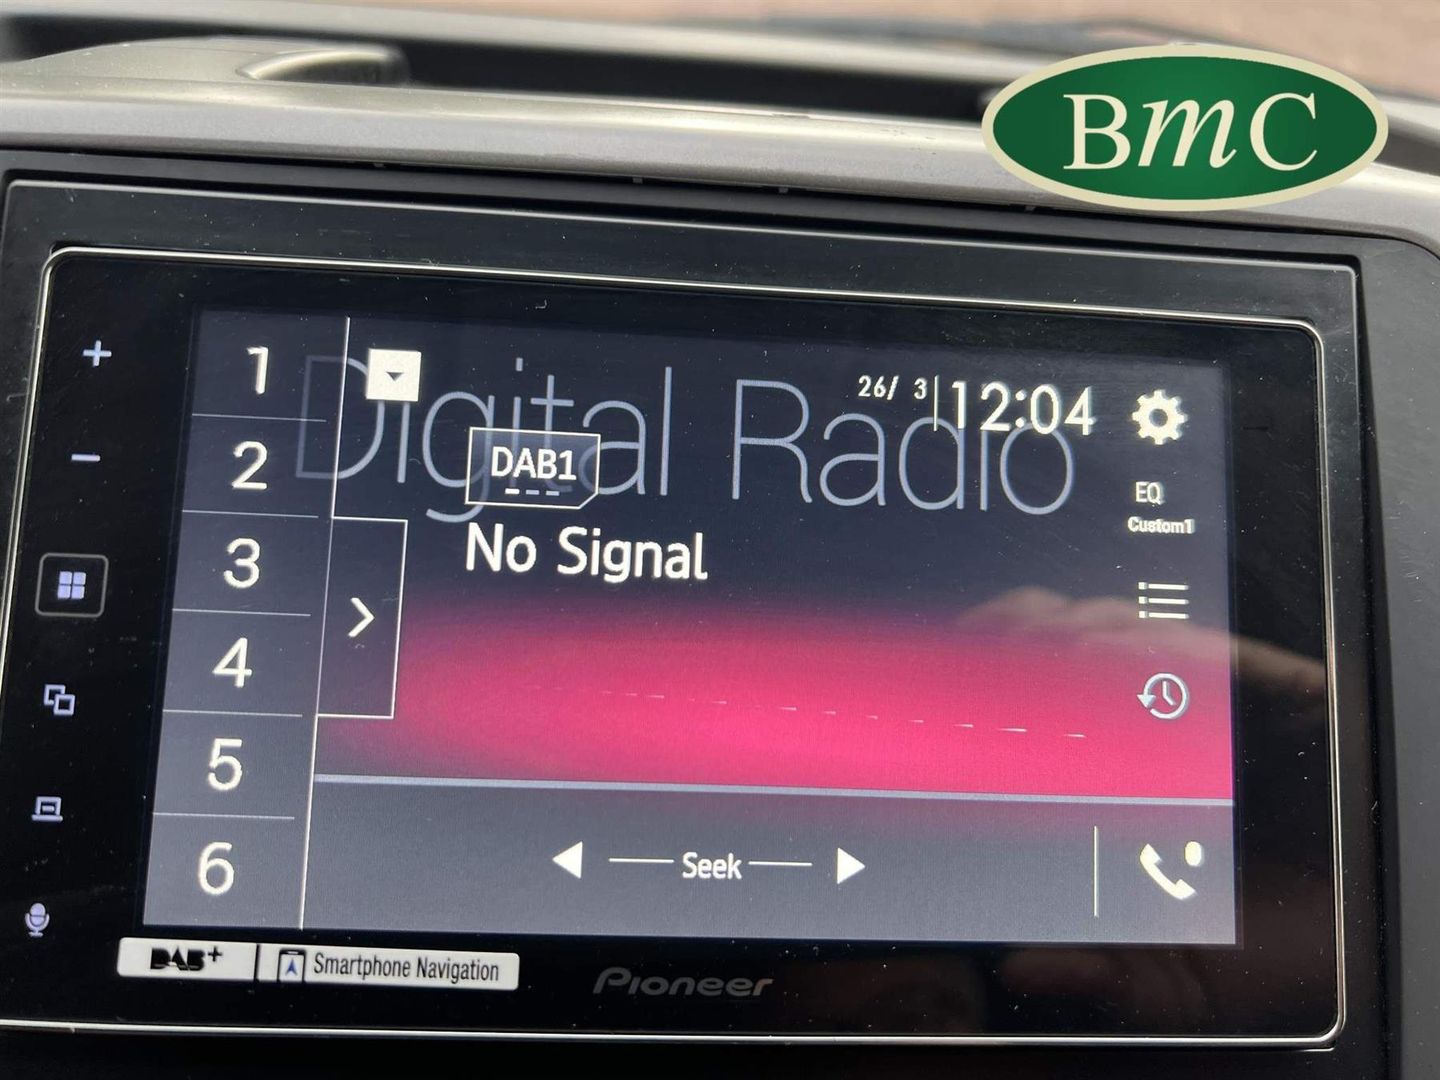 BmC
1
2
3
4
5
6
Digital Radio
26/ 3
12:04
DAB1
No Signal
EQ
Custom1
Seek
DAB+
Smartphone Navigation
Pioneer